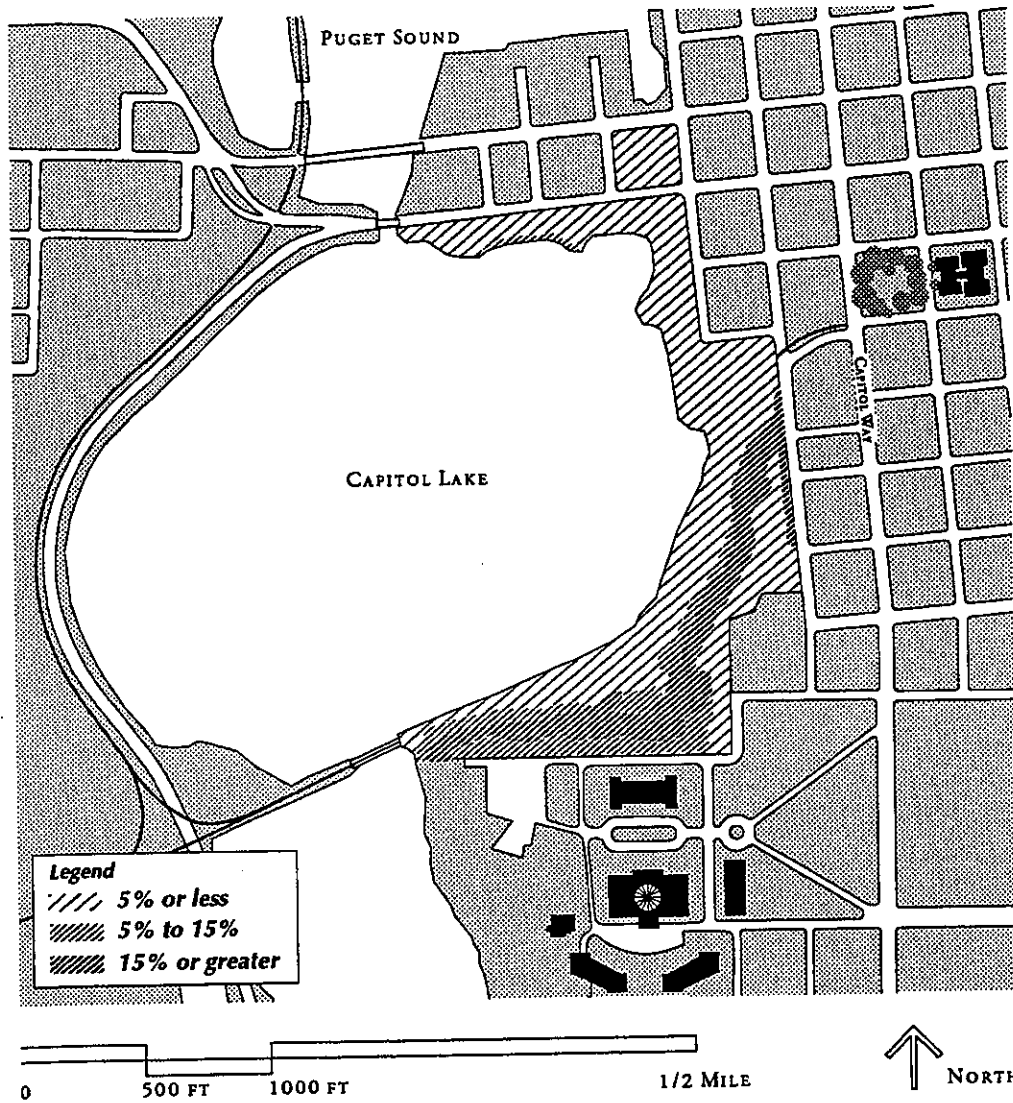 PUGET SOUND
CAPITOL WAY
CAPITOL LAKE
Legend
5% or less
5% to 15%
15% or greater
0 500 FT 1000 FT 1/2 MILE
NORTH